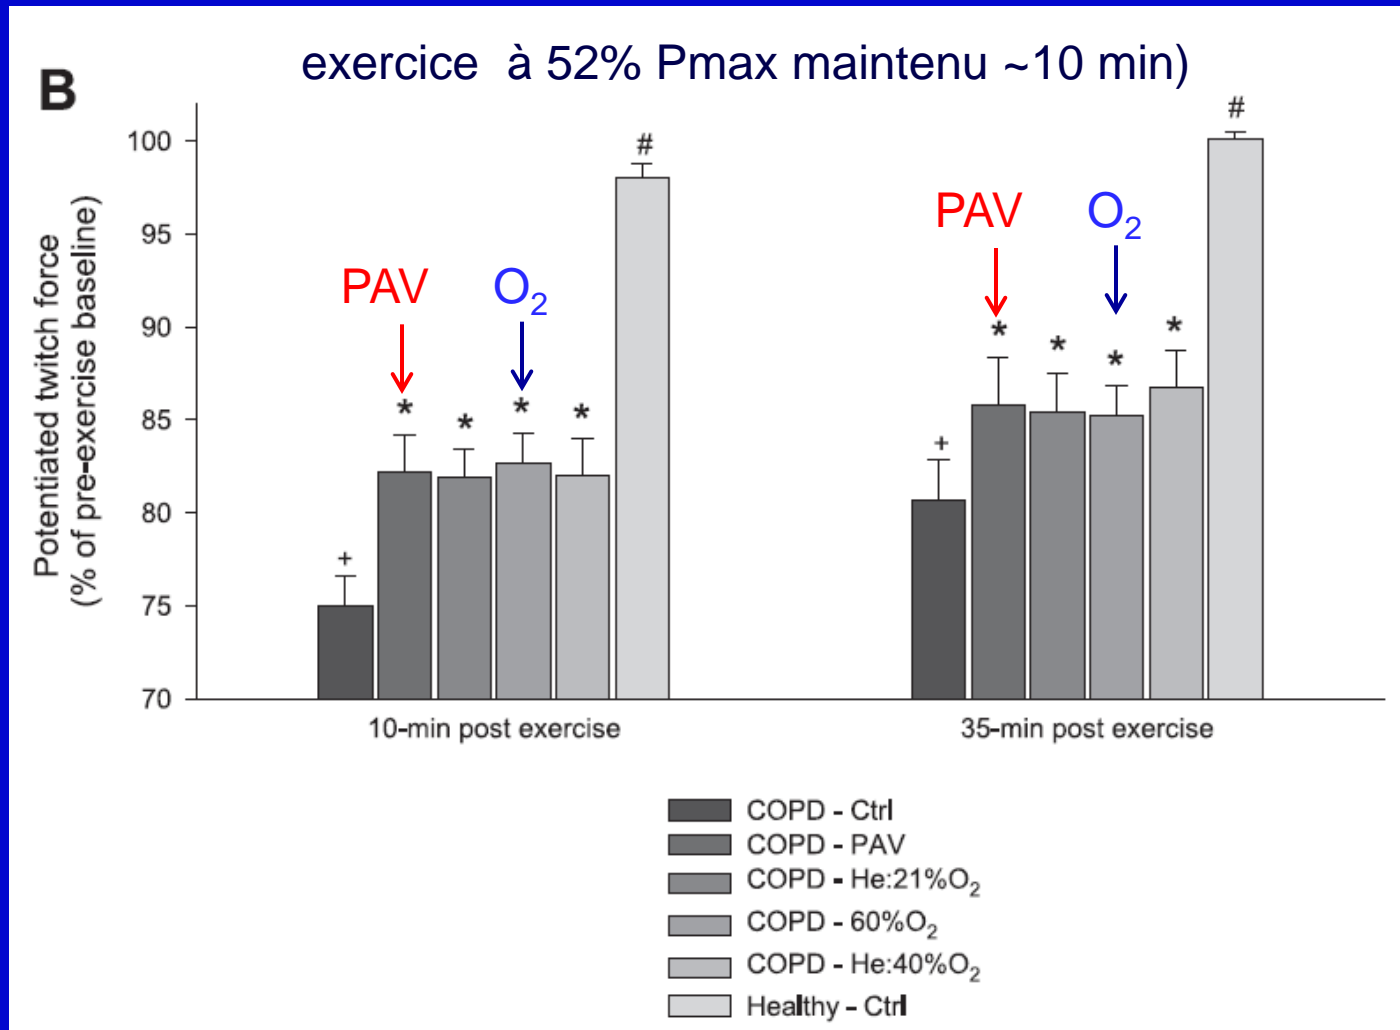 exercice à 52% Pmax maintenu ~10 min)
B
Potentiated twitch force
(% of pre-exercise baseline)
100
95
90
85
80
75
70
PAV
O₂
+
*
*
*
*
#
PAV
O₂
+
*
*
*
*
#
10-min post exercise
35-min post exercise
COPD - Ctrl
COPD - PAV
COPD - He:21%O₂
COPD - 60%O₂
COPD - He:40%O₂
Healthy - Ctrl